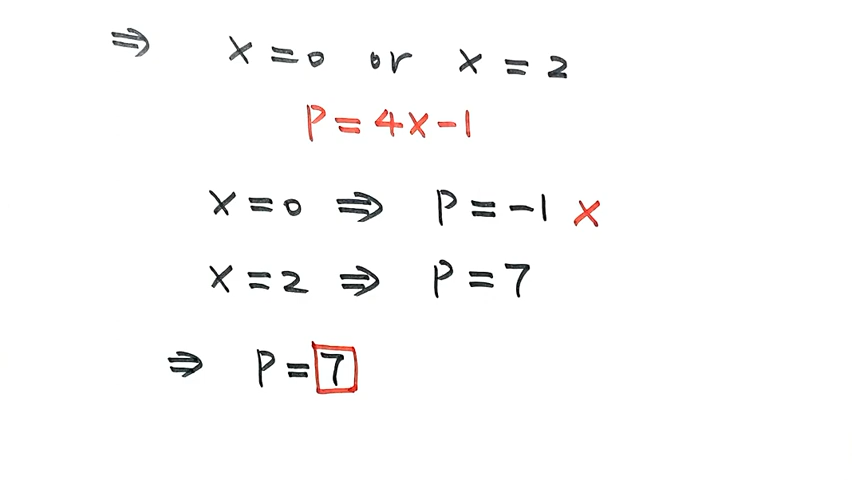 ⇒ x = 0 or x = 2
P = 4x - 1
x = 0 ⇒ P = -1 ×
x = 2 ⇒ P = 7
⇒ P = 7